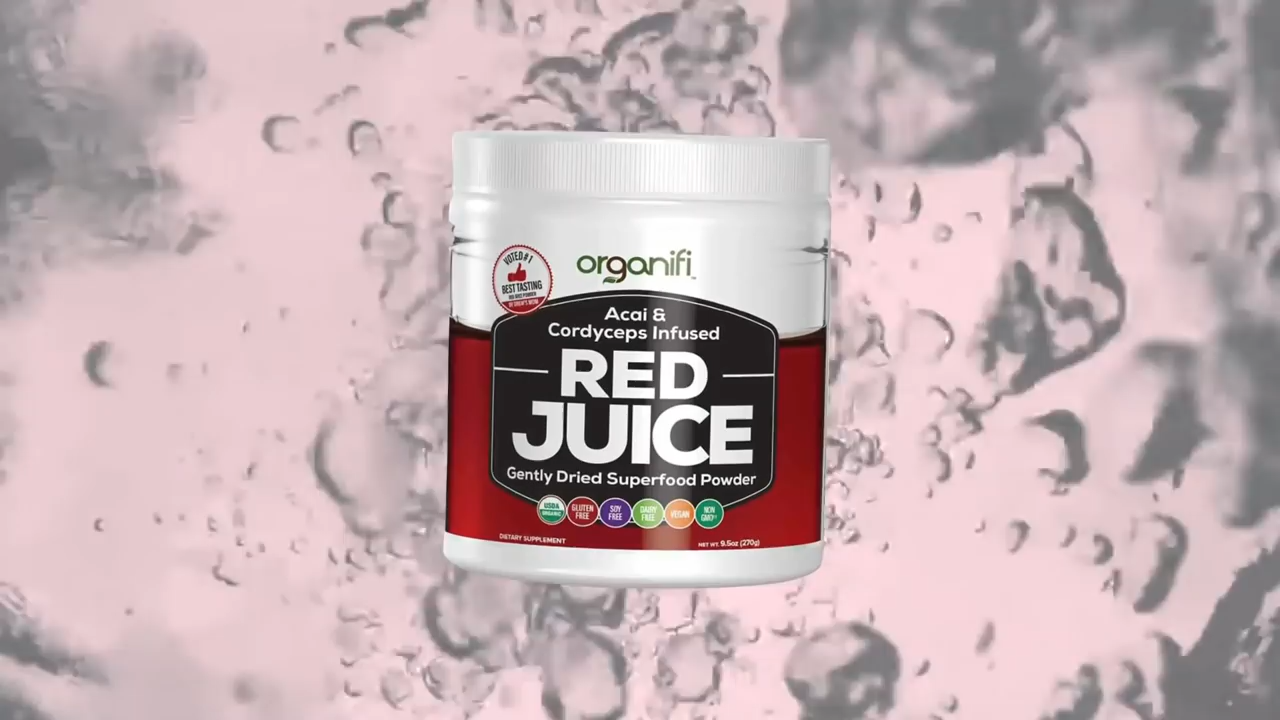 organifi
VOTED #1
BEST TASTING
Acai &
Cordyceps Infused
RED
JUICE
Gently Dried Superfood Powder
USDA
ORGANIC
GLUTEN
FREE
SOY
FREE
DAIRY
FREE
VEGAN
NON
GMO
DIETARY SUPPLEMENT
NET WT. 9.5oz (270g)